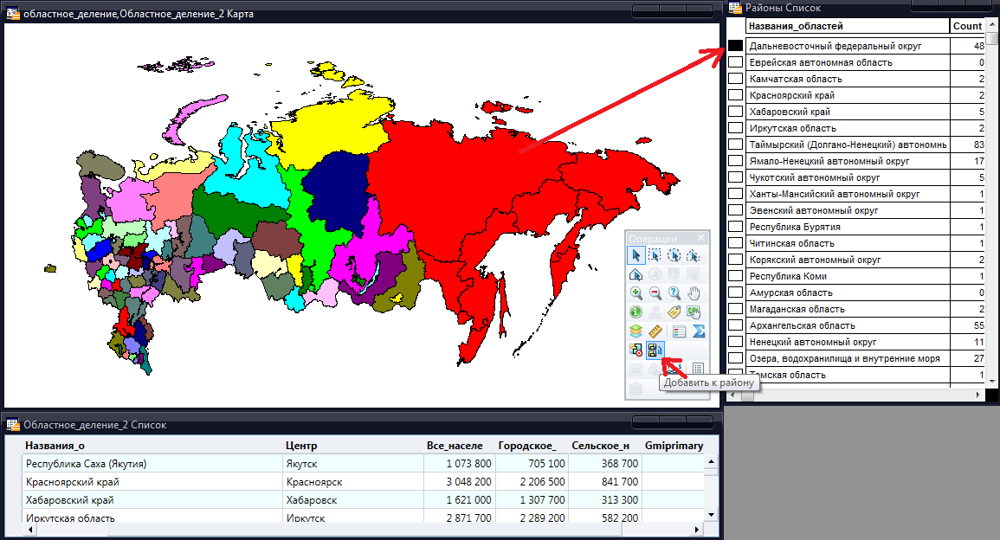 областное_деление,Областное_деление_2 Карта
Районы Список
Названия_областей Count
Дальневосточный федеральный округ 48
Еврейская автономная область 0
Камчатская область 2
Красноярский край 2
Хабаровский край 5
Иркутская область 2
Таймырский (Долгано-Ненецкий) автономнь 83
Ямало-Ненецкий автономный округ 17
Чукотский автономный округ 5
Ханты-Мансийский автономный округ 1
Эвенский автономный округ 1
Республика Бурятия 1
Читинская область 1
Корякский автономный округ 2
Республика Коми 1
Амурская область 0
Магаданская область 2
Архангельская область 55
Ненецкий автономный округ 11
Озера, водохранилища и внутренние моря 27
Томская область 1
Операции
Добавить к району
Областное_деление_2 Список
Названия_о Центр Все_населе Городское_ Сельское_н Gmiprimary
Республика Саха (Якутия) Якутск 1 073 800 705 100 368 700
Красноярский край Красноярск 3 048 200 2 206 500 841 700
Хабаровский край Хабаровск 1 621 000 1 307 700 313 300
Иркутская область Иркутск 2 871 700 2 289 200 582 200